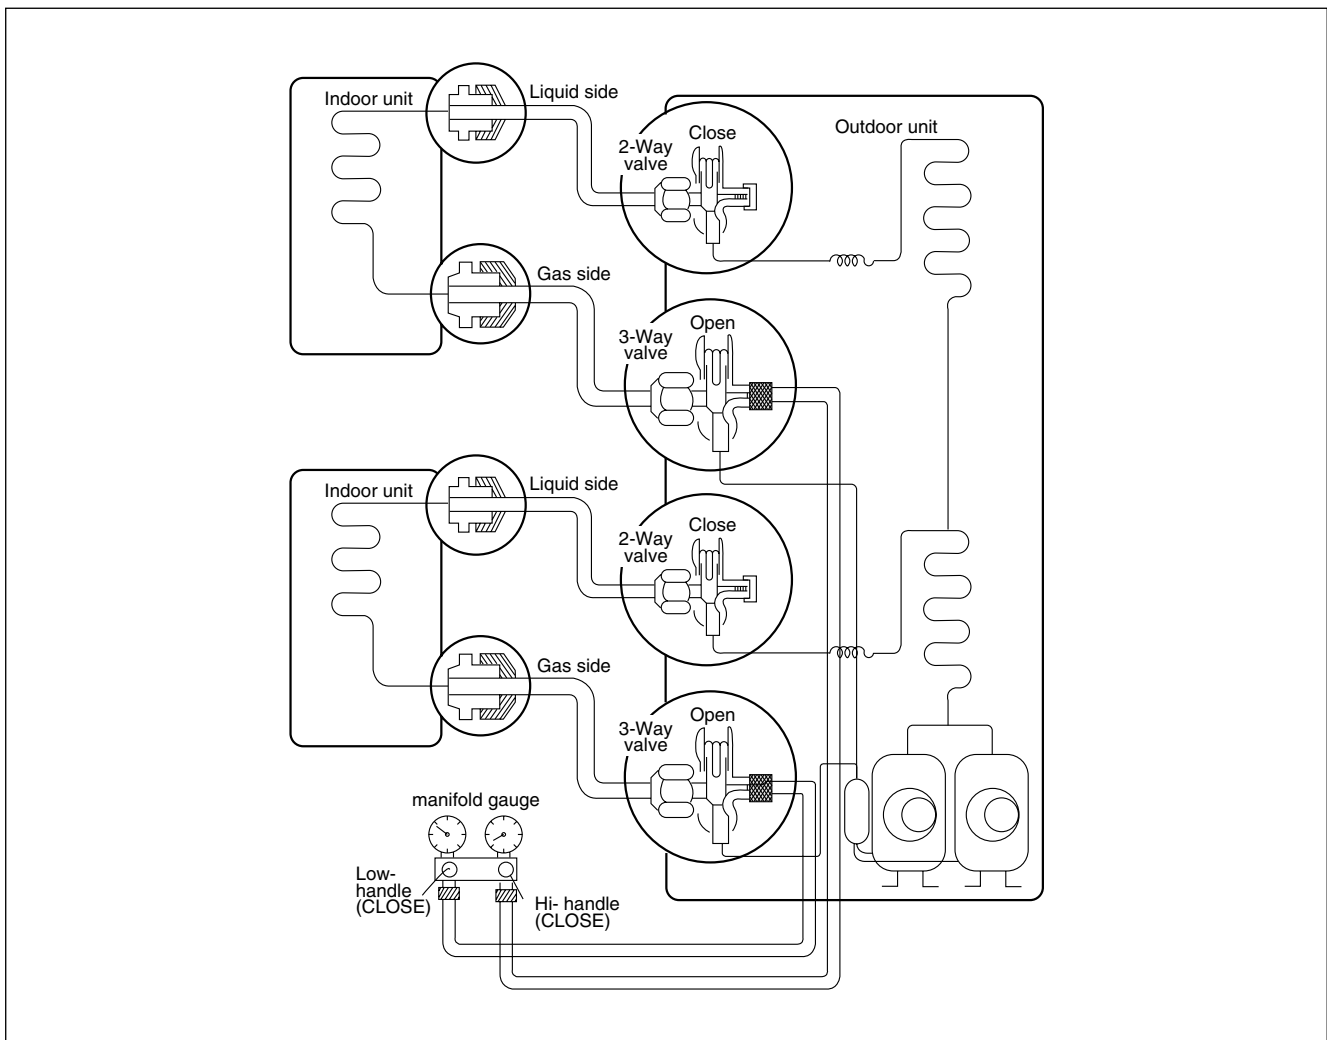 Indoor unit
Liquid side
2-Way
valve
Close
Outdoor unit
Gas side
3-Way
valve
Open
Indoor unit
Liquid side
2-Way
valve
Close
Gas side
3-Way
valve
Open
manifold gauge
Low-
handle
(CLOSE)
Hi- handle
(CLOSE)